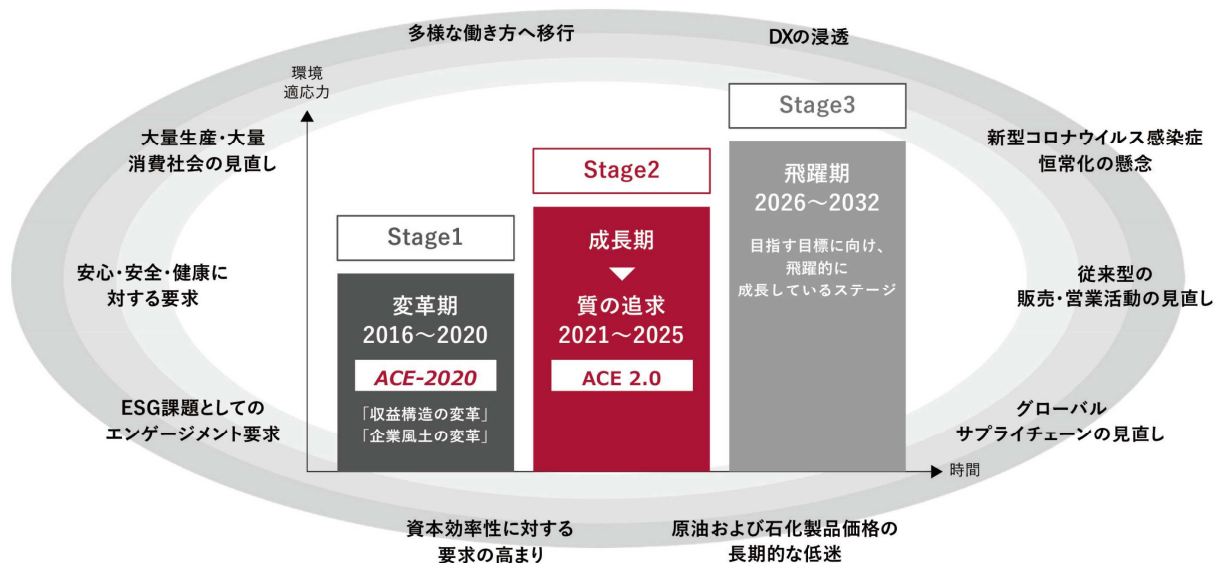 多様な働き方へ移行
DXの浸透
環境
適応力
大量生産・大量
消費社会の見直し
新型コロナウイルス感染症
恒常化の懸念
安心・安全・健康に
対する要求
従来型の
販売・営業活動の見直し
ESG課題としての
エンゲージメント要求
グローバル
サプライチェーンの見直し
資本効率性に対する
要求の高まり
原油および石化製品価格の
長期的な低迷
Stage1
変革期
2016～2020
ACE-2020
「収益構造の変革」
「企業風土の変革」
Stage2
成長期
質の追求
2021～2025
ACE 2.0
Stage3
飛躍期
2026～2032
目指す目標に向け、
飛躍的に
成長しているステージ
時間